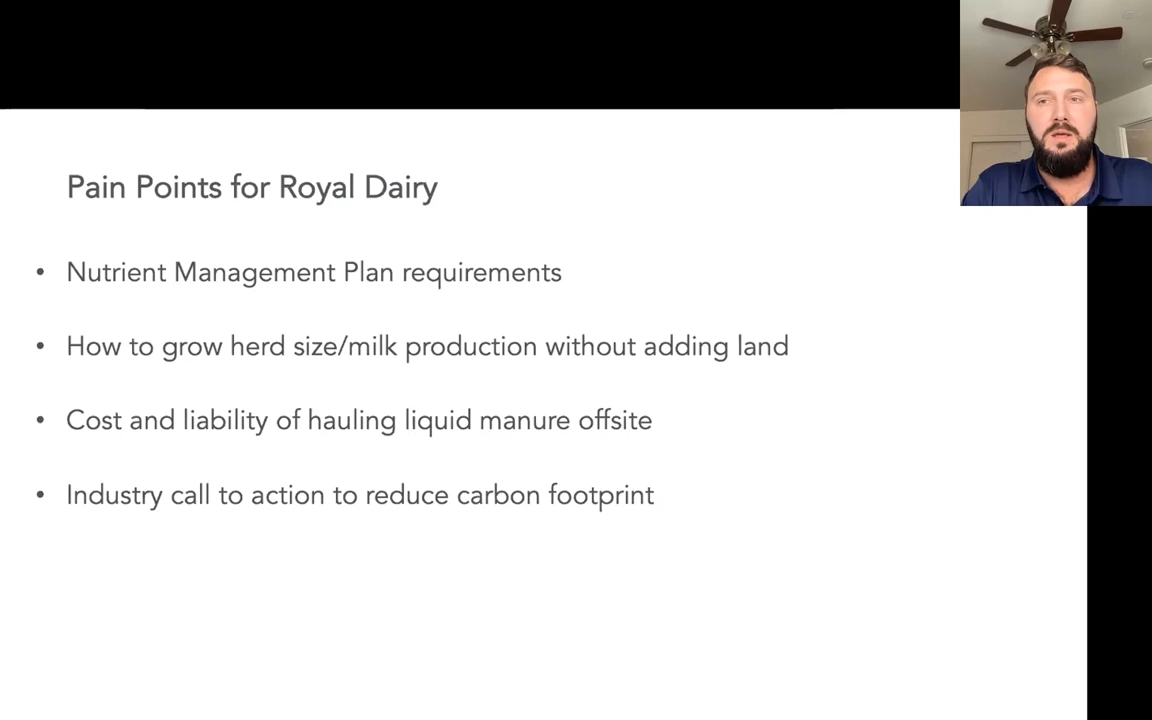 Pain Points for Royal Dairy
• Nutrient Management Plan requirements
• How to grow herd size/milk production without adding land
• Cost and liability of hauling liquid manure offsite
• Industry call to action to reduce carbon footprint